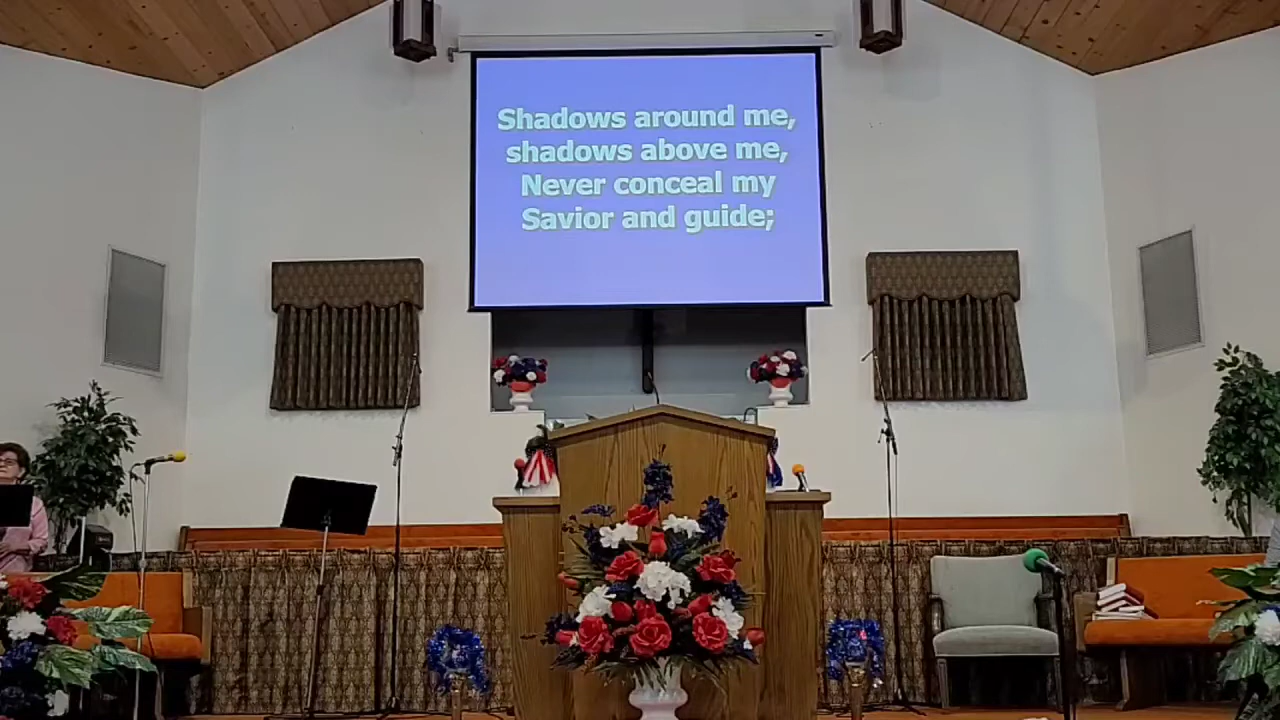 Shadows around me,
shadows above me,
Never conceal my
Savior and guide;